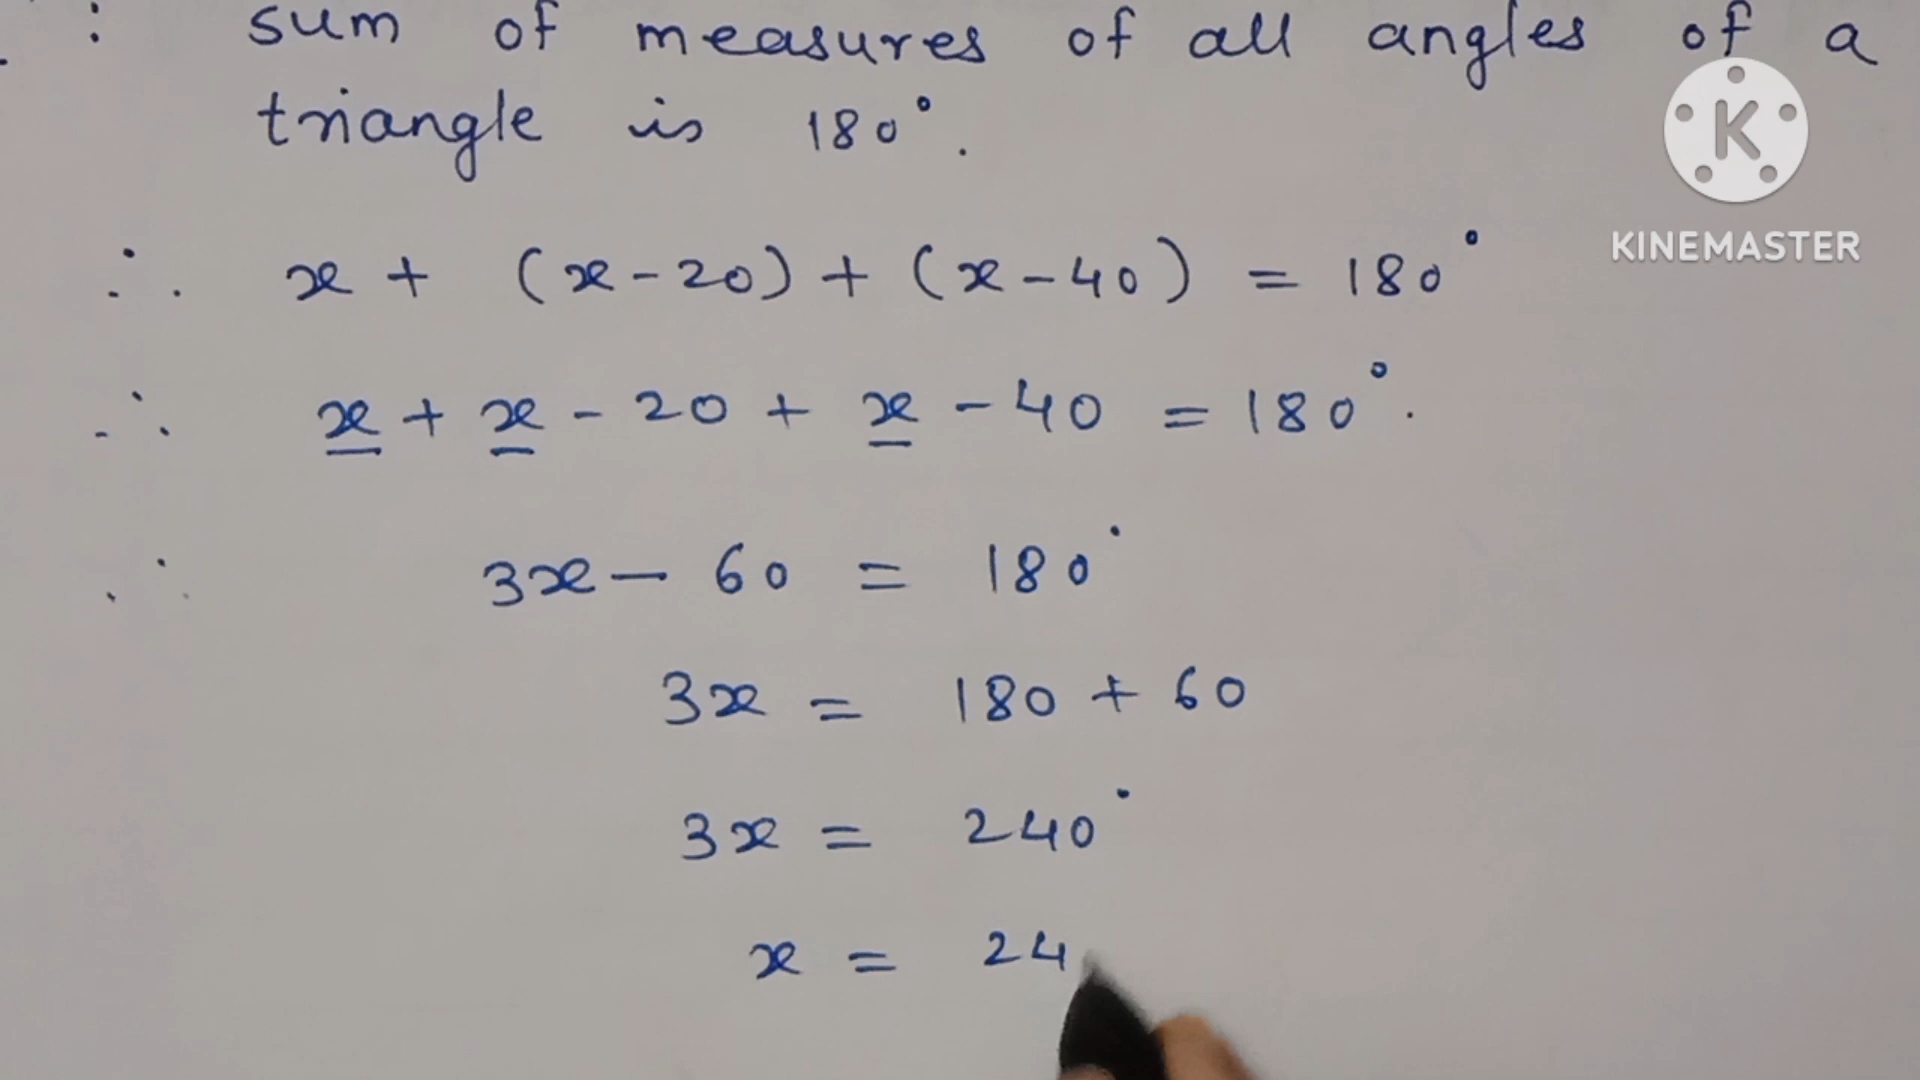 : sum of measures of all angles of a
triangle is 180°.
K
KINEMASTER
∴ x + (x - 20) + (x - 40) = 180°
∴ x + x - 20 + x - 40 = 180°.
∴ 3x - 60 = 180°
3x = 180 + 60
3x = 240°
x = 24